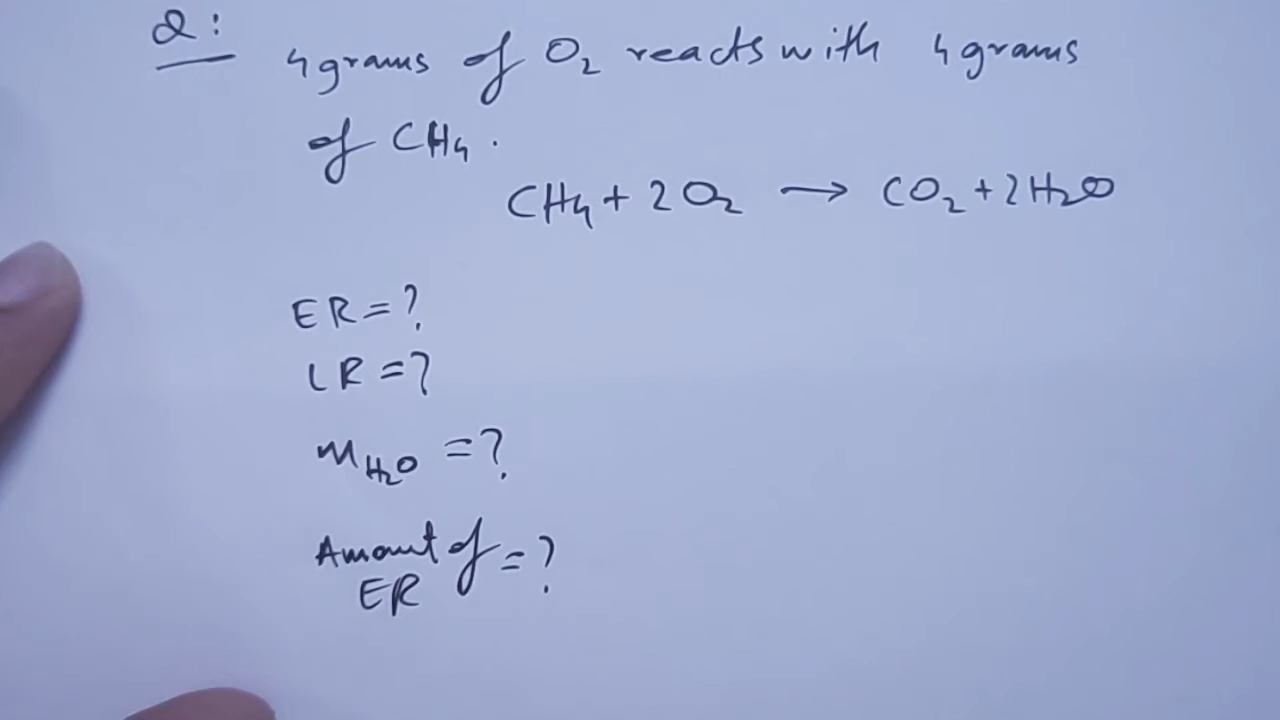 Q:
4 grams of O₂ reacts with 4 grams
of CH₄.
CH₄ + 2O₂ → CO₂ + 2H₂O
ER = ?
LR = ?
m H₂O = ?
Amount of = ?
ER